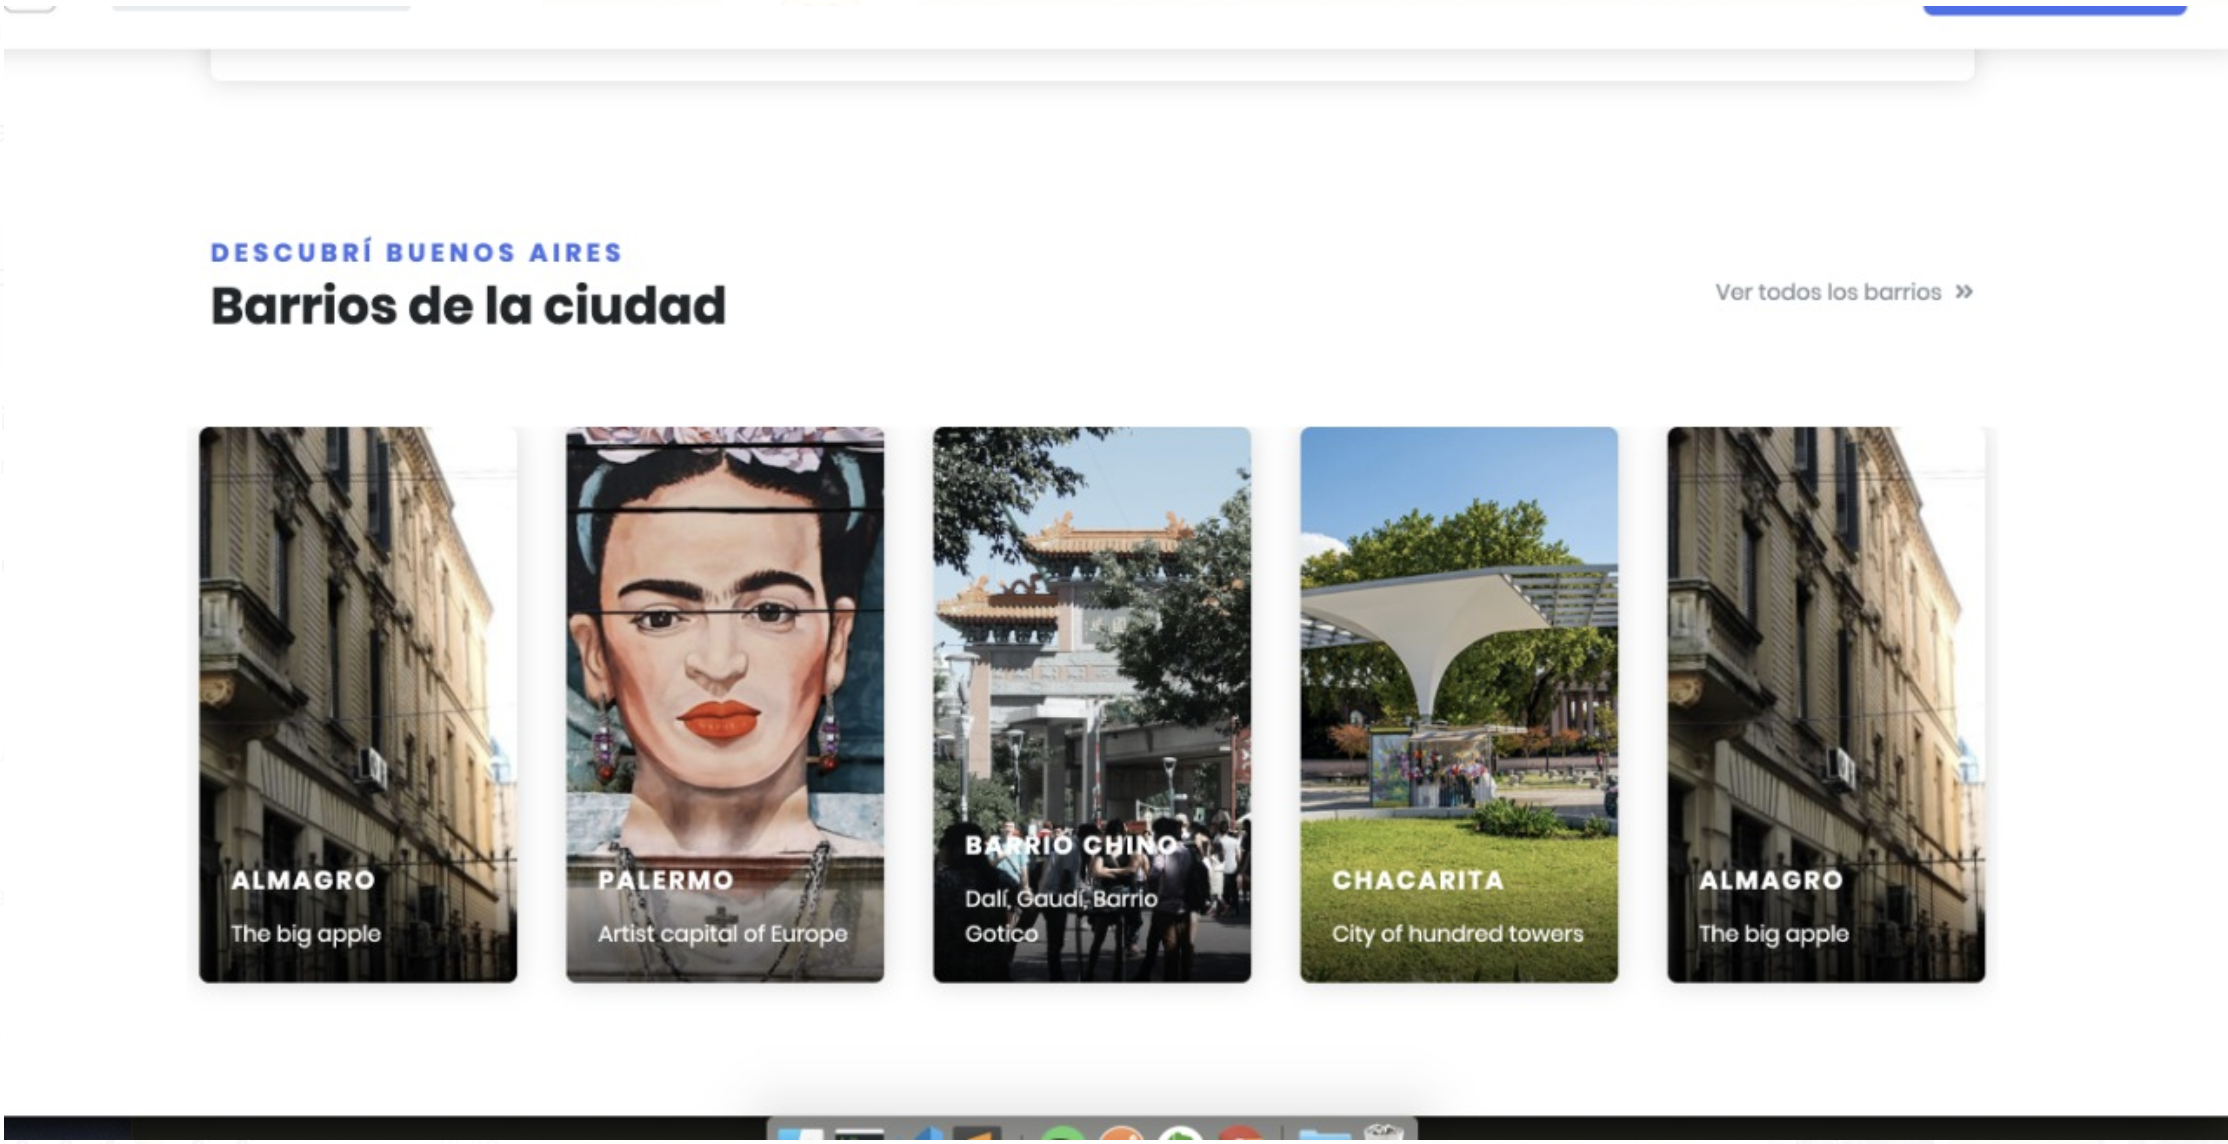 DESCUBRÍ BUENOS AIRES
Barrios de la ciudad
Ver todos los barrios »
ALMAGRO
The big apple
PALERMO
Artist capital of Europe
BARRIO CHINO
Dalí, Gaudí, Barrio
Gotico
CHACARITA
City of hundred towers
ALMAGRO
The big apple